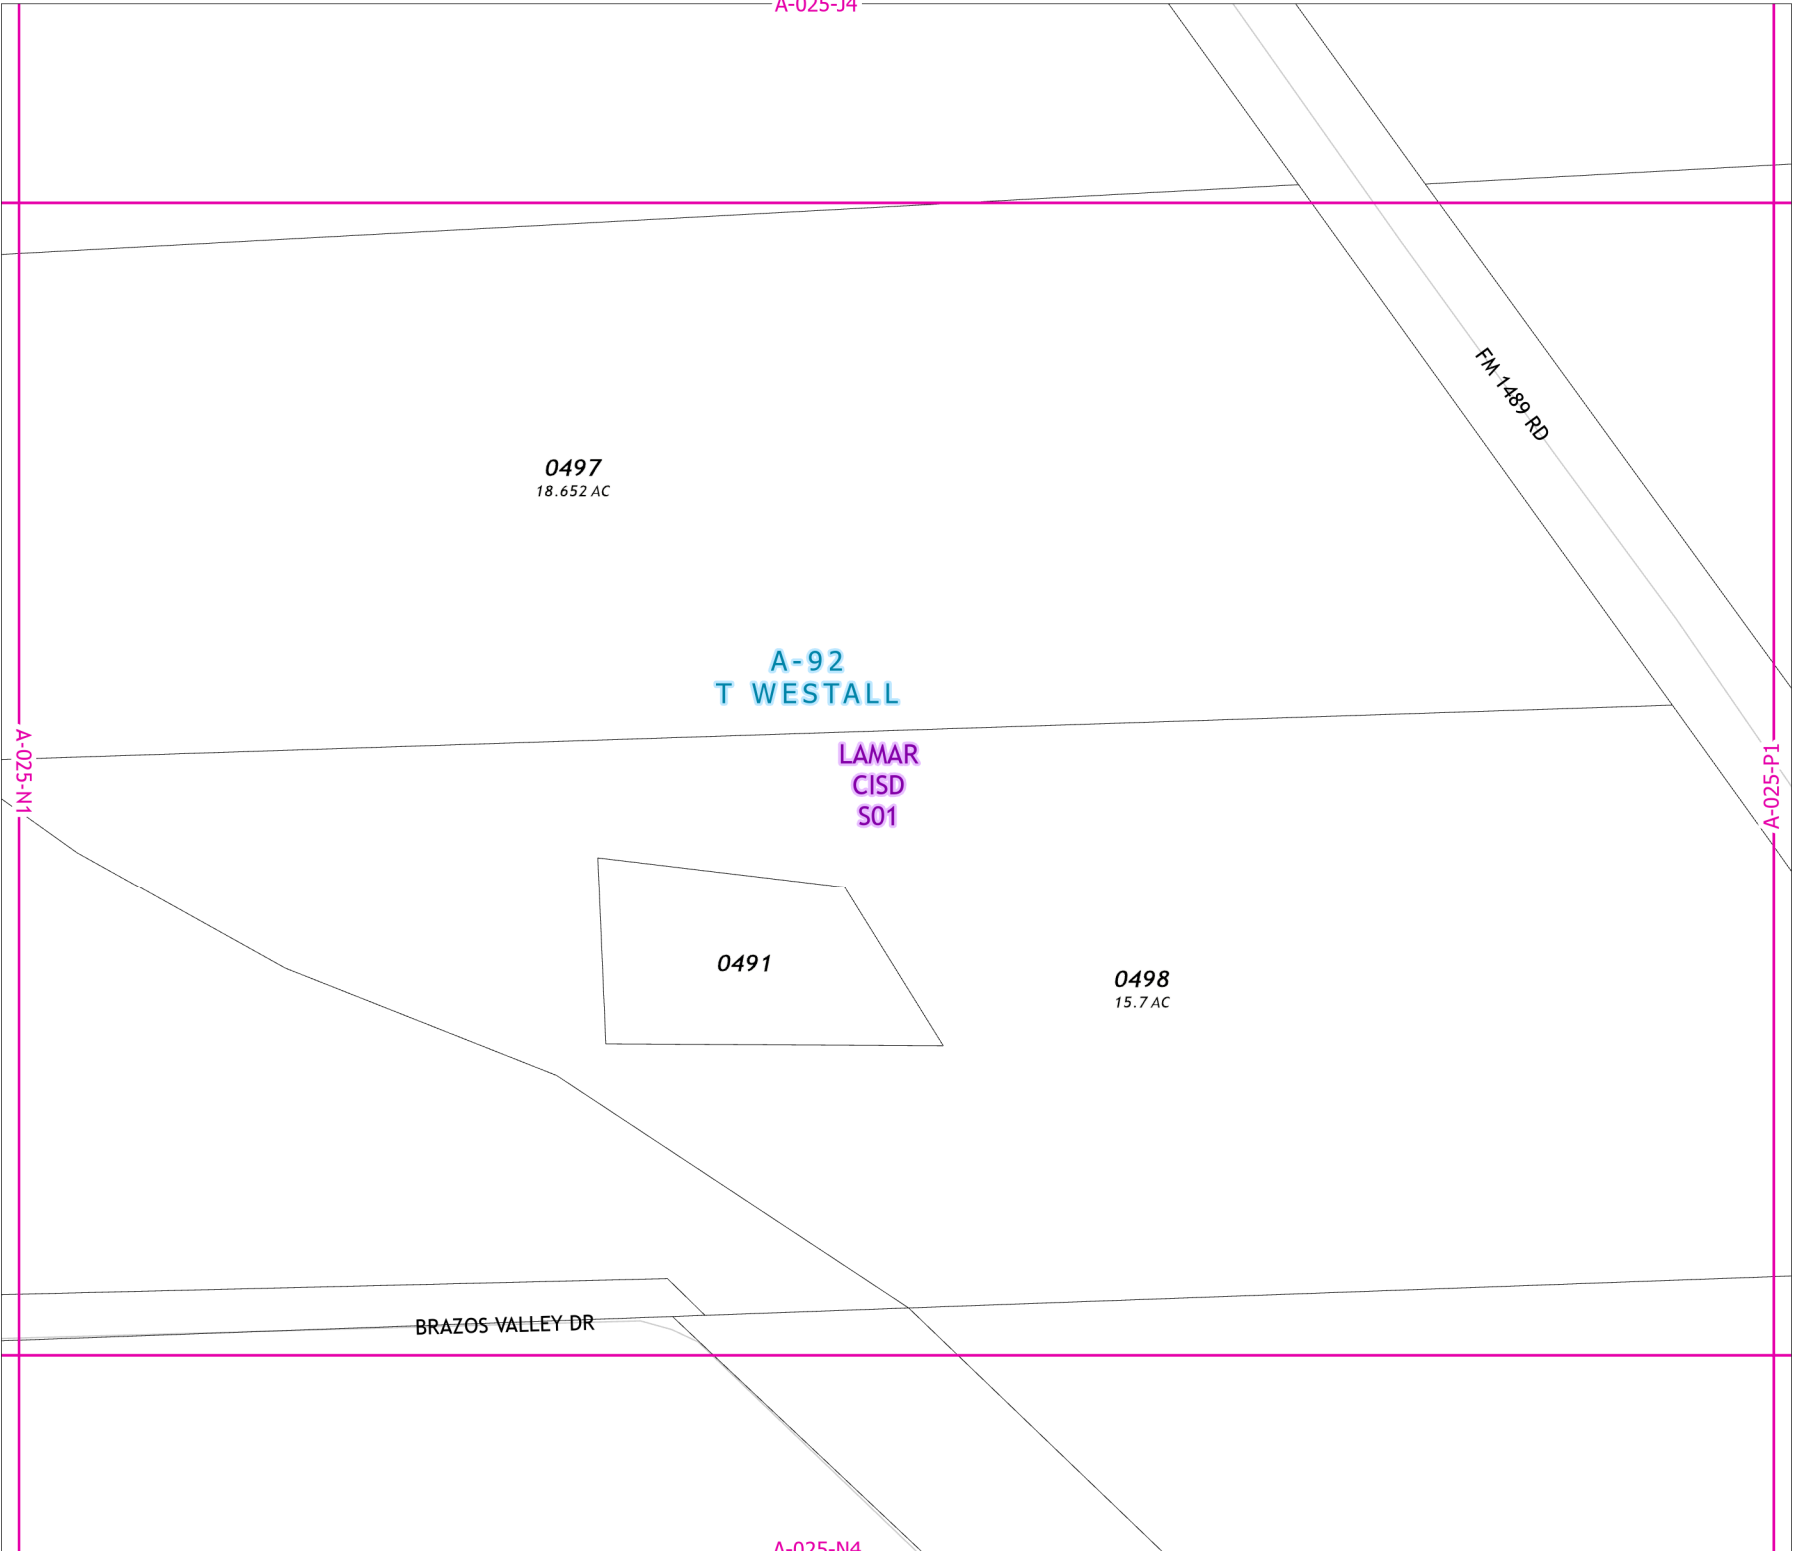 A-025-J4
FM 1489 RD
0497
18.652 AC
A-92
T WESTALL
A-025-N1
LAMAR
CISD
S01
A-025-P1
0491
0498
15.7 AC
BRAZOS VALLEY DR
A-025-N4